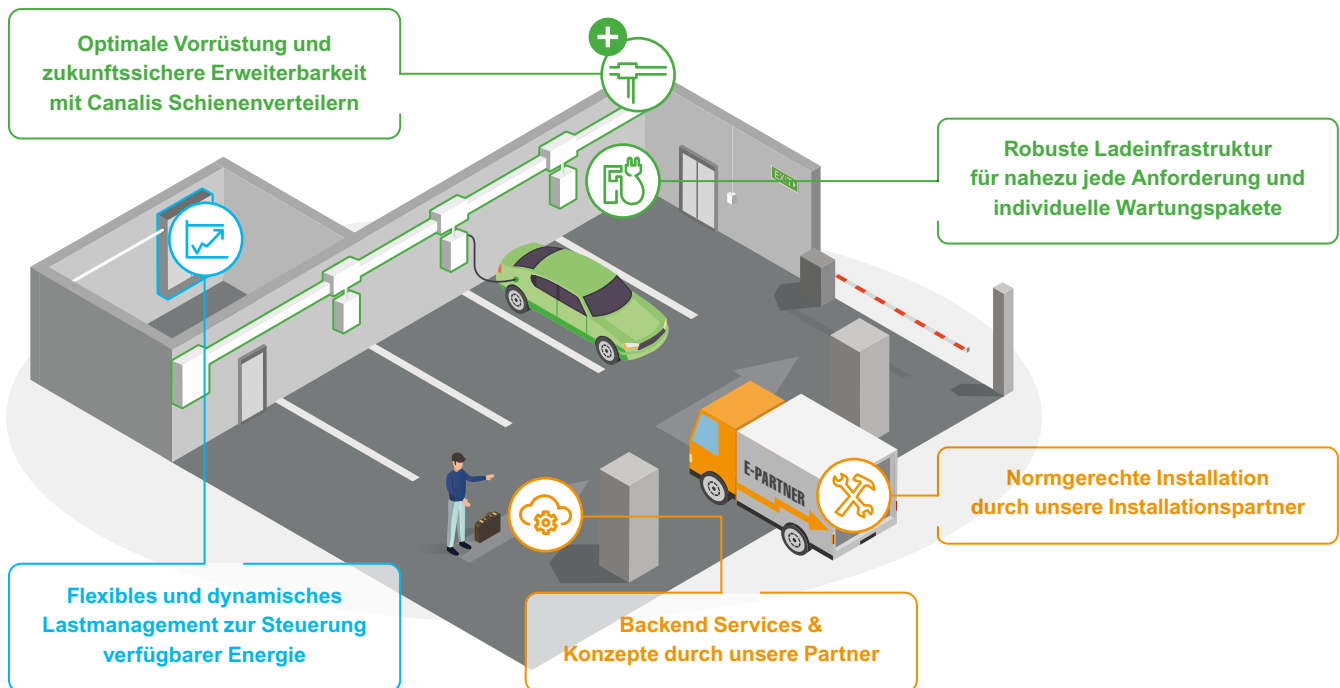 Optimale Vorrüstung und
zukunftssichere Erweiterbarkeit
mit Canalis Schienenverteilern
Robuste Ladeinfrastruktur
für nahezu jede Anforderung und
individuelle Wartungspakete
EXIT
E-PARTNER
Normgerechte Installation
durch unsere Installationspartner
Flexibles und dynamisches
Lastmanagement zur Steuerung
verfügbarer Energie
Backend Services &
Konzepte durch unsere Partner